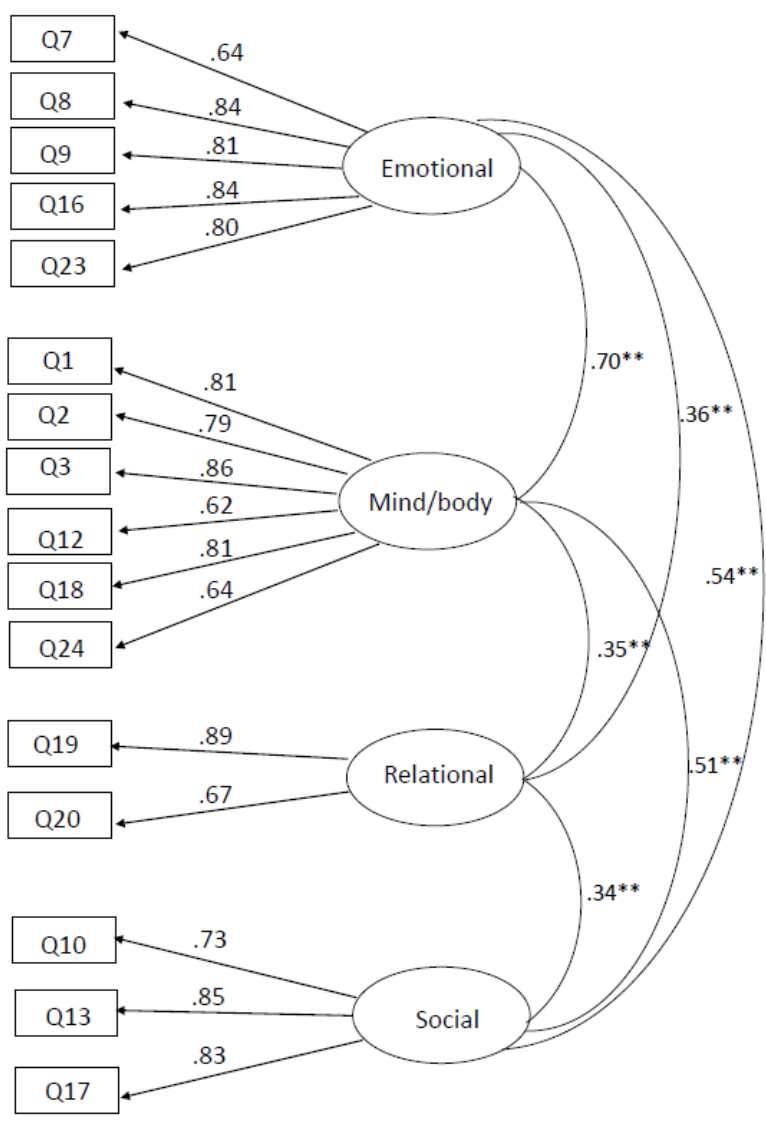 Q7
.64
Q8
.84
Q9
.81
Q16
.84
Q23
.80
Emotional
Q1
.81
Q2
.79
Q3
.86
Q12
.62
Q18
.81
Q24
.64
Mind/body
.70**
.36**
.54**
.35**
.51**
.34**
Q19
.89
Q20
.67
Relational
Q10
.73
Q13
.85
Q17
.83
Social